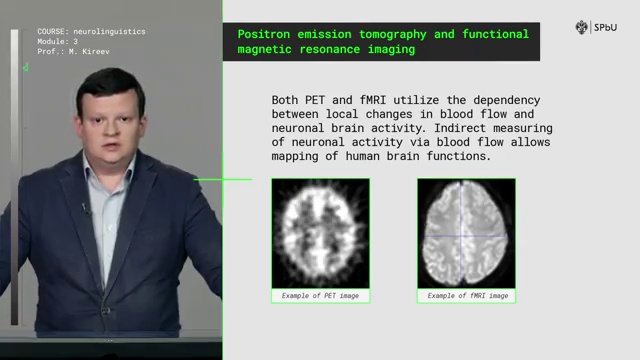 COURSE: neurolinguistics
Module: 3
Prof.: M. Kireev
Positron emission tomography and functional
magnetic resonance imaging
SPbU
Both PET and fMRI utilize the dependency
between local changes in blood flow and
neuronal brain activity. Indirect measuring
of neuronal activity via blood flow allows
mapping of human brain functions.
Example of PET image
Example of fMRI image